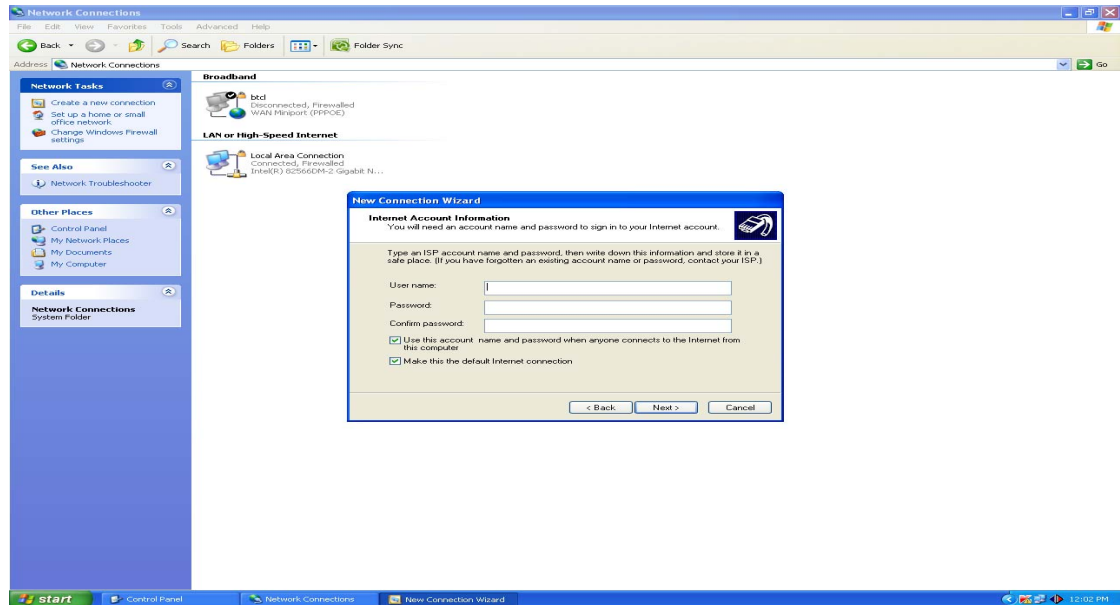 Network Connections
File Edit View Favorites Tools Advanced Help
Back Search Folders Folder Sync
Address Network Connections Go
Network Tasks
Create a new connection
Set up a home or small
office network
Change Windows Firewall
settings
See Also
Network Troubleshooter
Other Places
Control Panel
My Network Places
My Documents
My Computer
Details
Network Connections
System Folder
Broadband
btcl
Disconnected, Firewalled
WAN Miniport (PPPOE)
LAN or High-Speed Internet
Local Area Connection
Connected, Firewalled
Intel(R) 82566DM-2 Gigabit N...
New Connection Wizard
Internet Account Information
You will need an account name and password to sign in to your Internet account.
Type an ISP account name and password, then write down this information and store it in a
safe place. (If you have forgotten an existing account name or password, contact your ISP.)
User name:
Password:
Confirm password:
Use this account name and password when anyone connects to the Internet from
this computer
Make this the default Internet connection
< Back Next > Cancel
start Control Panel Network Connections New Connection Wizard 12:02 PM